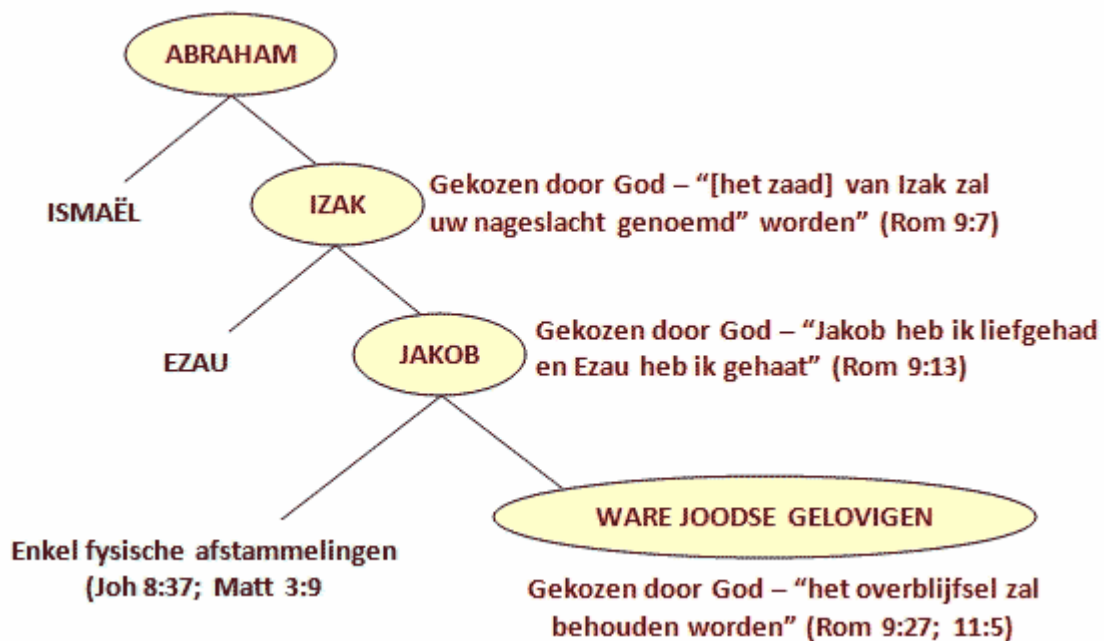 ABRAHAM
ISMAËL
IZAK
Gekozen door God – “[het zaad] van Izak zal
uw nageslacht genoemd” worden” (Rom 9:7)
EZAU
JAKOB
Gekozen door God – “Jakob heb ik liefgehad
en Ezau heb ik gehaat” (Rom 9:13)
Enkel fysische afstammelingen
(Joh 8:37; Matt 3:9
WARE JOODSE GELOVIGEN
Gekozen door God – “het overblijfsel zal
behouden worden” (Rom 9:27; 11:5)